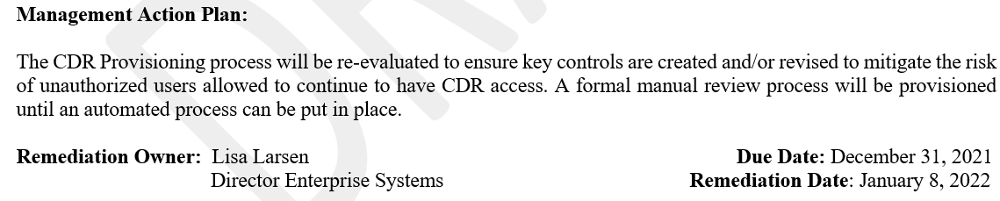 Management Action Plan:
The CDR Provisioning process will be re-evaluated to ensure key controls are created and/or revised to mitigate the risk
of unauthorized users allowed to continue to have CDR access. A formal manual review process will be provisioned
until an automated process can be put in place.
Remediation Owner: Lisa Larsen Due Date: December 31, 2021
Director Enterprise Systems Remediation Date: January 8, 2022